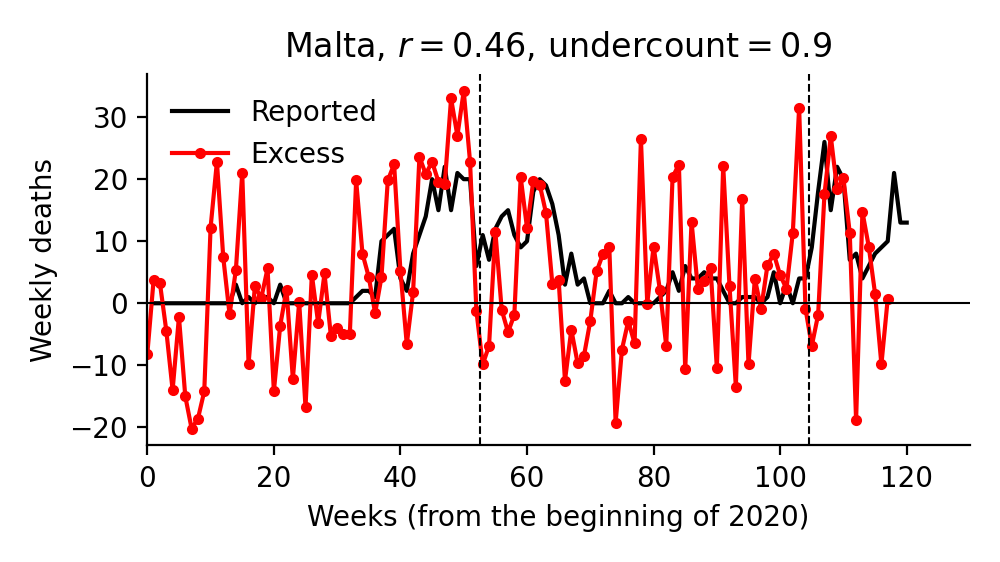 Malta, r = 0.46, undercount = 0.9
Reported
Excess
Weekly deaths
30
20
10
0
−10
−20
0 20 40 60 80 100 120
Weeks (from the beginning of 2020)